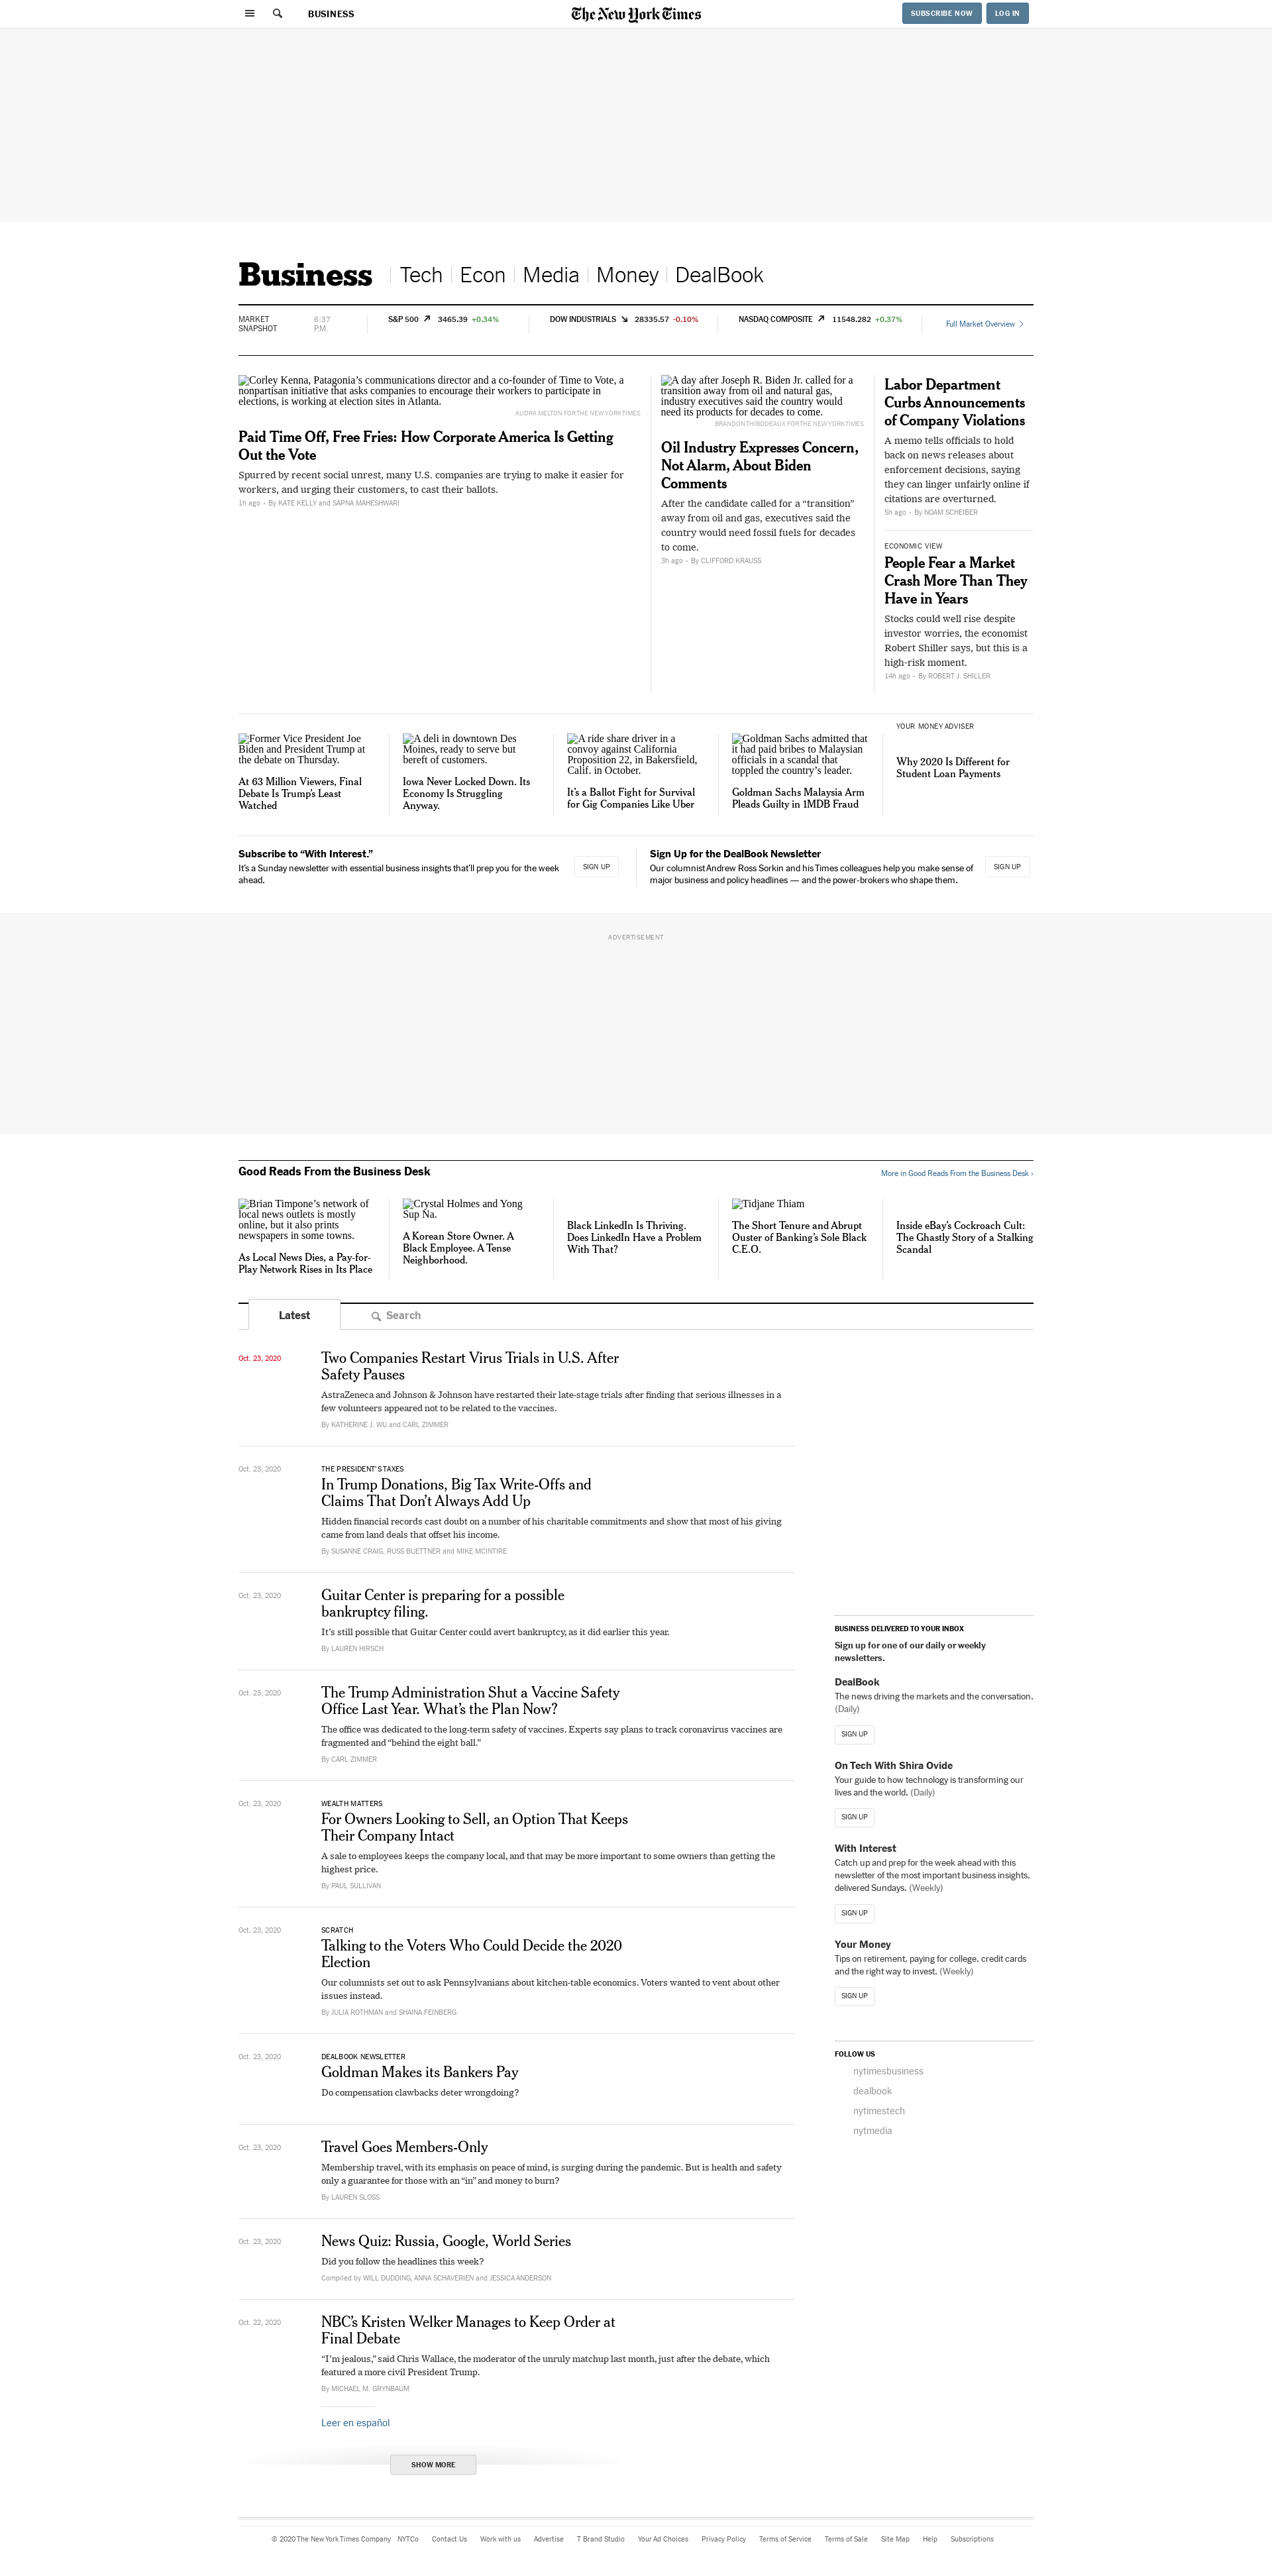 BUSINESS
The New York Times
SUBSCRIBE NOW
LOG IN
Business
Tech
Econ
Media
Money
DealBook
MARKET
SNAPSHOT
6:37
P.M.
S&P 500 3465.39 +0.34%
DOW INDUSTRIALS 28335.57 -0.10%
NASDAQ COMPOSITE 11548.282 +0.37%
Full Market Overview
Corley Kenna, Patagonia’s communications director and a co-founder of Time to Vote, a
nonpartisan initiative that asks companies to encourage their workers to participate in
elections, is working at election sites in Atlanta.
AUDRA MELTON FOR THE NEW YORK TIMES
Paid Time Off, Free Fries: How Corporate America Is Getting
Out the Vote
Spurred by recent social unrest, many U.S. companies are trying to make it easier for
workers, and urging their customers, to cast their ballots.
1h ago • By KATE KELLY and SAPNA MAHESHWARI
A day after Joseph R. Biden Jr. called for a
transition away from oil and natural gas,
industry executives said the country would
need its products for decades to come.
BRANDON THIBODEAUX FOR THE NEW YORK TIMES
Oil Industry Expresses Concern,
Not Alarm, About Biden
Comments
After the candidate called for a “transition”
away from oil and gas, executives said the
country would need fossil fuels for decades
to come.
3h ago • By CLIFFORD KRAUSS
Labor Department
Curbs Announcements
of Company Violations
A memo tells officials to hold
back on news releases about
enforcement decisions, saying
they can linger unfairly online if
citations are overturned.
5h ago • By NOAM SCHEIBER
ECONOMIC VIEW
People Fear a Market
Crash More Than They
Have in Years
Stocks could well rise despite
investor worries, the economist
Robert Shiller says, but this is a
high-risk moment.
14h ago • By ROBERT J. SHILLER
Former Vice President Joe
Biden and President Trump at
the debate on Thursday.
At 63 Million Viewers, Final
Debate Is Trump’s Least
Watched
A deli in downtown Des
Moines, ready to serve but
bereft of customers.
Iowa Never Locked Down. Its
Economy Is Struggling
Anyway.
A ride share driver in a
convoy against California
Proposition 22, in Bakersfield,
Calif. in October.
It’s a Ballot Fight for Survival
for Gig Companies Like Uber
Goldman Sachs admitted that
it had paid bribes to Malaysian
officials in a scandal that
toppled the country’s leader.
Goldman Sachs Malaysia Arm
Pleads Guilty in 1MDB Fraud
YOUR MONEY ADVISER
Why 2020 Is Different for
Student Loan Payments
Subscribe to “With Interest.”
It’s a Sunday newsletter with essential business insights that’ll prep you for the week
ahead.
SIGN UP
Sign Up for the DealBook Newsletter
Our columnist Andrew Ross Sorkin and his Times colleagues help you make sense of
major business and policy headlines — and the power-brokers who shape them.
SIGN UP
ADVERTISEMENT
Good Reads From the Business Desk
More in Good Reads From the Business Desk ›
Brian Timpone’s network of
local news outlets is mostly
online, but it also prints
newspapers in some towns.
As Local News Dies, a Pay-for-
Play Network Rises in Its Place
Crystal Holmes and Yong
Sup Na.
A Korean Store Owner. A
Black Employee. A Tense
Neighborhood.
Black LinkedIn Is Thriving.
Does LinkedIn Have a Problem
With That?
Tidjane Thiam
The Short Tenure and Abrupt
Ouster of Banking’s Sole Black
C.E.O.
Inside eBay’s Cockroach Cult:
The Ghastly Story of a Stalking
Scandal
Latest
Search
Oct. 23, 2020
Two Companies Restart Virus Trials in U.S. After
Safety Pauses
AstraZeneca and Johnson & Johnson have restarted their late-stage trials after finding that serious illnesses in a
few volunteers appeared not to be related to the vaccines.
By KATHERINE J. WU and CARL ZIMMER
Oct. 23, 2020
THE PRESIDENT’S TAXES
In Trump Donations, Big Tax Write-Offs and
Claims That Don’t Always Add Up
Hidden financial records cast doubt on a number of his charitable commitments and show that most of his giving
came from land deals that offset his income.
By SUSANNE CRAIG, RUSS BUETTNER and MIKE MCINTIRE
Oct. 23, 2020
Guitar Center is preparing for a possible
bankruptcy filing.
It’s still possible that Guitar Center could avert bankruptcy, as it did earlier this year.
By LAUREN HIRSCH
Oct. 23, 2020
The Trump Administration Shut a Vaccine Safety
Office Last Year. What’s the Plan Now?
The office was dedicated to the long-term safety of vaccines. Experts say plans to track coronavirus vaccines are
fragmented and “behind the eight ball.”
By CARL ZIMMER
Oct. 23, 2020
WEALTH MATTERS
For Owners Looking to Sell, an Option That Keeps
Their Company Intact
A sale to employees keeps the company local, and that may be more important to some owners than getting the
highest price.
By PAUL SULLIVAN
Oct. 23, 2020
SCRATCH
Talking to the Voters Who Could Decide the 2020
Election
Our columnists set out to ask Pennsylvanians about kitchen-table economics. Voters wanted to vent about other
issues instead.
By JULIA ROTHMAN and SHAINA FEINBERG
Oct. 23, 2020
DEALBOOK NEWSLETTER
Goldman Makes its Bankers Pay
Do compensation clawbacks deter wrongdoing?
Oct. 23, 2020
Travel Goes Members-Only
Membership travel, with its emphasis on peace of mind, is surging during the pandemic. But is health and safety
only a guarantee for those with an “in” and money to burn?
By LAUREN SLOSS
Oct. 23, 2020
News Quiz: Russia, Google, World Series
Did you follow the headlines this week?
Compiled by WILL DUDDING, ANNA SCHAVERIEN and JESSICA ANDERSON
Oct. 22, 2020
NBC’s Kristen Welker Manages to Keep Order at
Final Debate
“I’m jealous,” said Chris Wallace, the moderator of the unruly matchup last month, just after the debate, which
featured a more civil President Trump.
By MICHAEL M. GRYNBAUM
Leer en español
SHOW MORE
BUSINESS DELIVERED TO YOUR INBOX
Sign up for one of our daily or weekly
newsletters.
DealBook
The news driving the markets and the conversation.
(Daily)
SIGN UP
On Tech With Shira Ovide
Your guide to how technology is transforming our
lives and the world. (Daily)
SIGN UP
With Interest
Catch up and prep for the week ahead with this
newsletter of the most important business insights,
delivered Sundays. (Weekly)
SIGN UP
Your Money
Tips on retirement, paying for college, credit cards
and the right way to invest. (Weekly)
SIGN UP
FOLLOW US
nytimesbusiness
dealbook
nytimestech
nytmedia
© 2020 The New York Times Company NYTCo Contact Us Work with us Advertise T Brand Studio Your Ad Choices Privacy Policy Terms of Service Terms of Sale Site Map Help Subscriptions